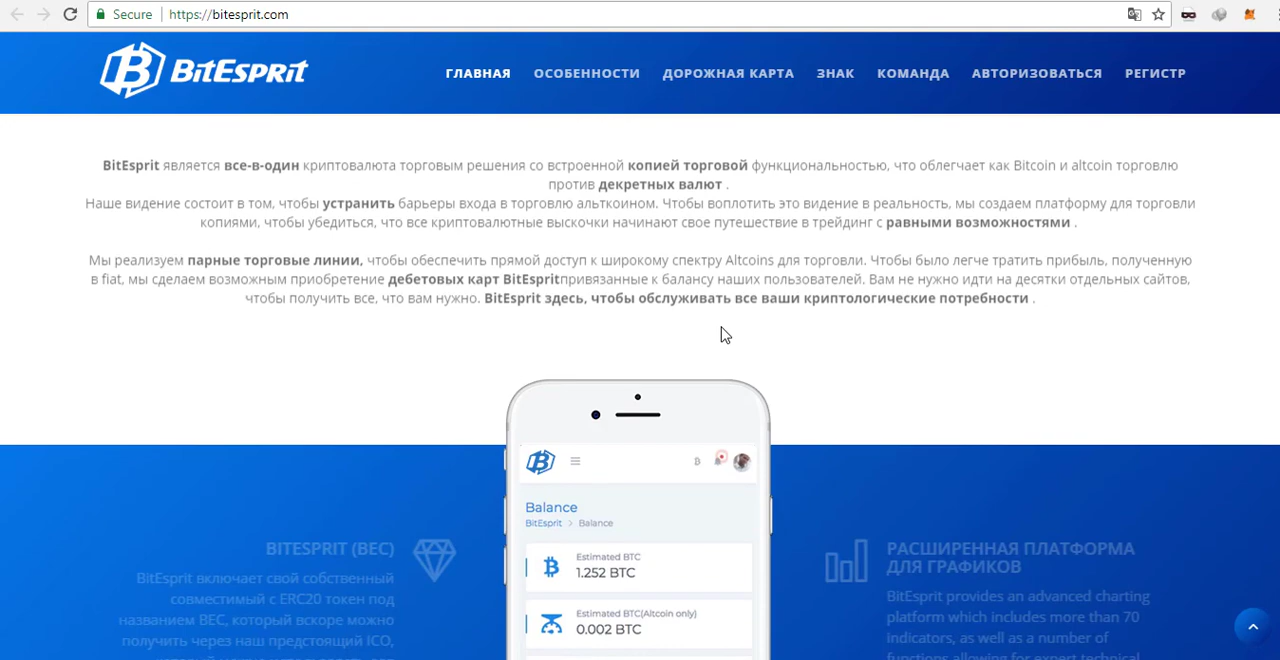 Secure https://bitesprit.com
BitEsprit
ГЛАВНАЯ ОСОБЕННОСТИ ДОРОЖНАЯ КАРТА ЗНАК КОМАНДА АВТОРИЗОВАТЬСЯ РЕГИСТР
BitEsprit является все-в-один криптовалюта торговым решения со встроенной копией торговой функциональностью, что облегчает как Bitcoin и altcoin торговлю
против декретных валют .
Наше видение состоит в том, чтобы устранить барьеры входа в торговлю альткоином. Чтобы воплотить это видение в реальность, мы создаем платформу для торговли
копиями, чтобы убедиться, что все криптовалютные выскочки начинают свое путешествие в трейдинг с равными возможностями .
Мы реализуем парные торговые линии, чтобы обеспечить прямой доступ к широкому спектру Altcoins для торговли. Чтобы было легче тратить прибыль, полученную
в fiat, мы сделаем возможным приобретение дебетовых карт BitEspritпривязанные к балансу наших пользователей. Вам не нужно идти на десятки отдельных сайтов,
чтобы получить все, что вам нужно. BitEsprit здесь, чтобы обслуживать все ваши криптологические потребности .
Balance
BitEsprit > Balance
Estimated BTC
1.252 BTC
Estimated BTC(Altcoin only)
0.002 BTC
BITESPRIT (BEC)
BitEsprit включает свой собственный
совместимый с ERC20 токен под
названием BEC, который вскоре можно
получить через наш предстоящий ICO,
РАСШИРЕННАЯ ПЛАТФОРМА
ДЛЯ ГРАФИКОВ
BitEsprit provides an advanced charting
platform which includes more than 70
indicators, as well as a number of
functions allowing for expert technical